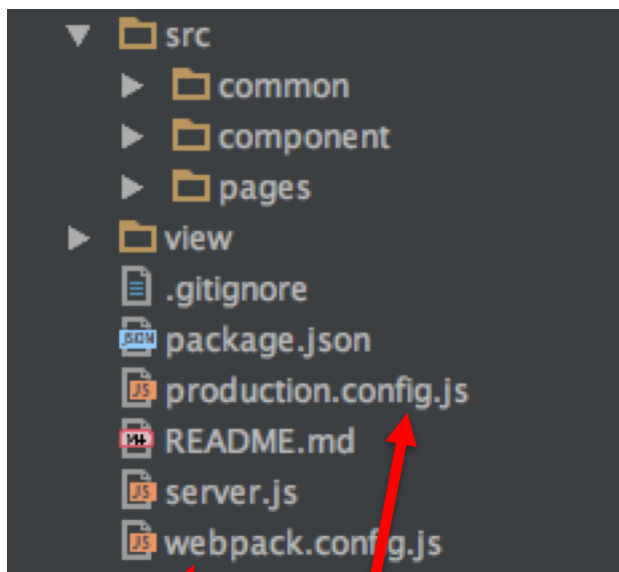 src
common
component
pages
view
.gitignore
package.json
production.config.js
README.md
server.js
webpack.config.js